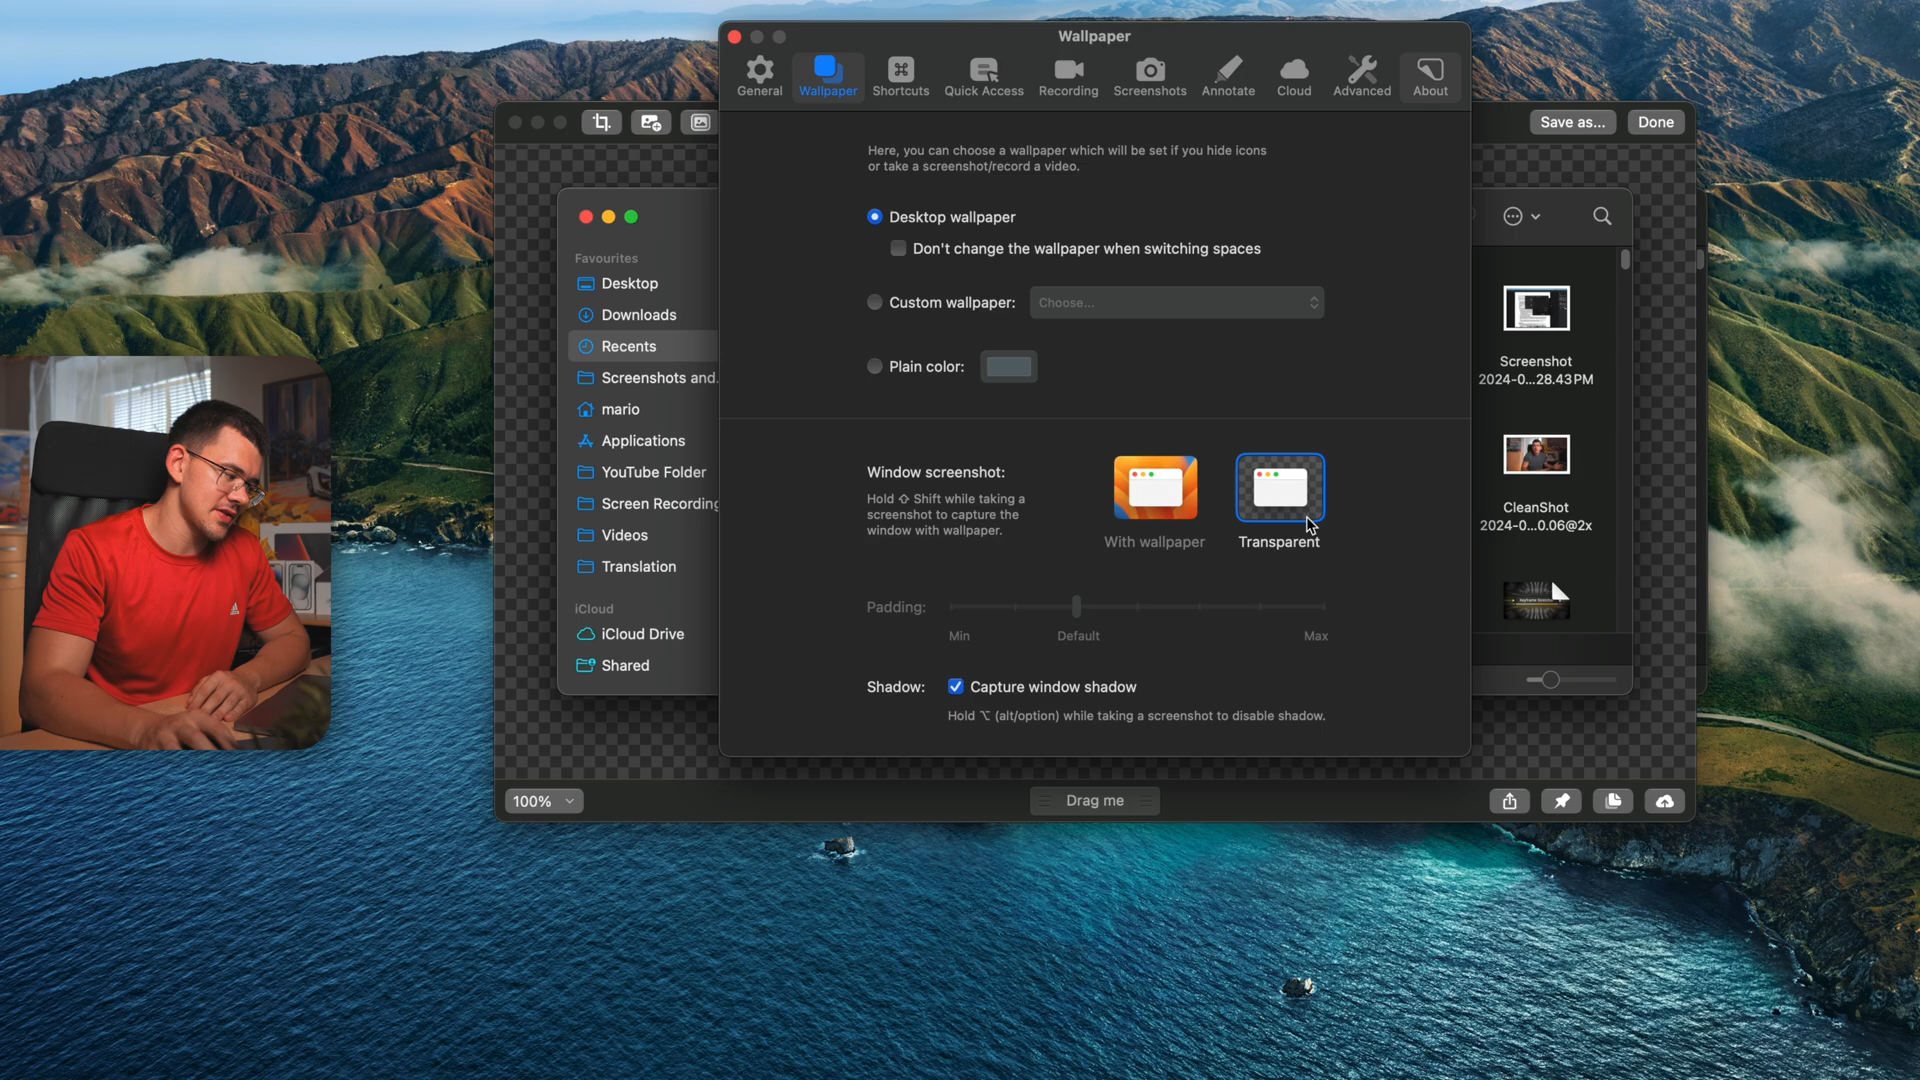 Wallpaper
General
Wallpaper
Shortcuts
Quick Access
Recording
Screenshots
Annotate
Cloud
Advanced
About
Save as...
Done
Here, you can choose a wallpaper which will be set if you hide icons
or take a screenshot/record a video.
Desktop wallpaper
Don't change the wallpaper when switching spaces
Custom wallpaper:
Choose...
Plain color:
Favourites
Desktop
Downloads
Recents
Screenshots and
mario
Applications
YouTube Folder
Screen Recording
Videos
Translation
iCloud
iCloud Drive
Shared
Screenshot
2024-0...28.43 PM
CleanShot
2024-0...0.06@2x
Window screenshot:
Hold ⇧ Shift while taking a
screenshot to capture the
window with wallpaper.
With wallpaper
Transparent
Padding:
Min
Default
Max
Shadow:
Capture window shadow
Hold ⌥ (alt/option) while taking a screenshot to disable shadow.
100%
Drag me